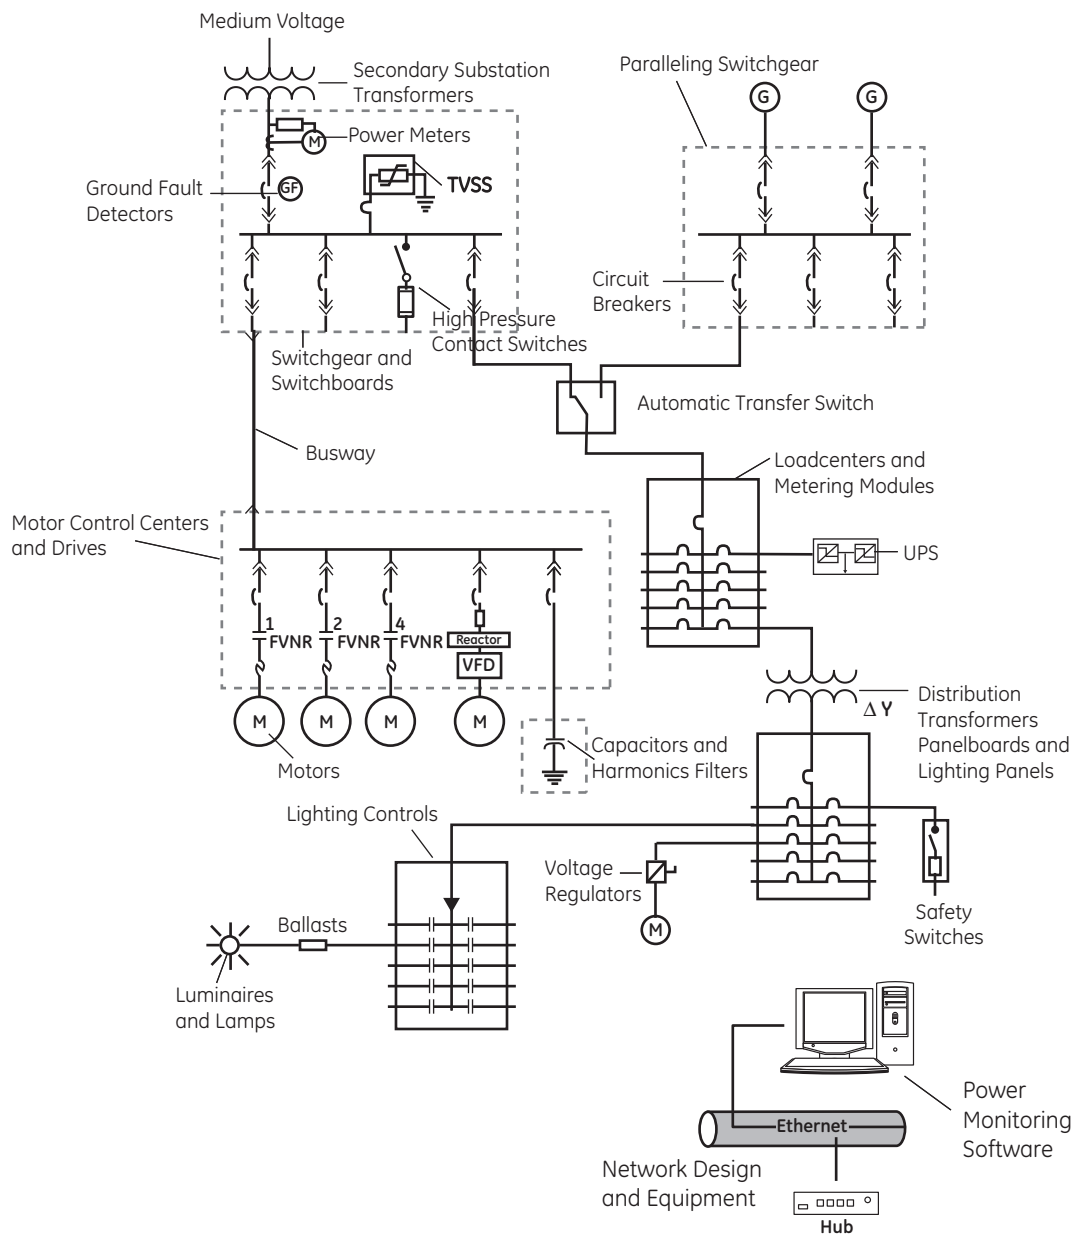 Medium Voltage
Secondary Substation
Transformers
M
Power Meters
Ground Fault
Detectors
GF
TVSS
High Pressure
Contact Switches
Switchgear and
Switchboards
Paralleling Switchgear
G
G
Circuit
Breakers
Automatic Transfer Switch
Busway
Loadcenters and
Metering Modules
UPS
Motor Control Centers
and Drives
1
FVNR
2
FVNR
4
FVNR
Reactor
VFD
M
M
M
M
Motors
Capacitors and
Harmonics Filters
Δ Y
Distribution
Transformers
Panelboards and
Lighting Panels
Lighting Controls
Voltage
Regulators
M
Safety
Switches
Ballasts
Luminaires
and Lamps
Power
Monitoring
Software
Ethernet
Network Design
and Equipment
Hub